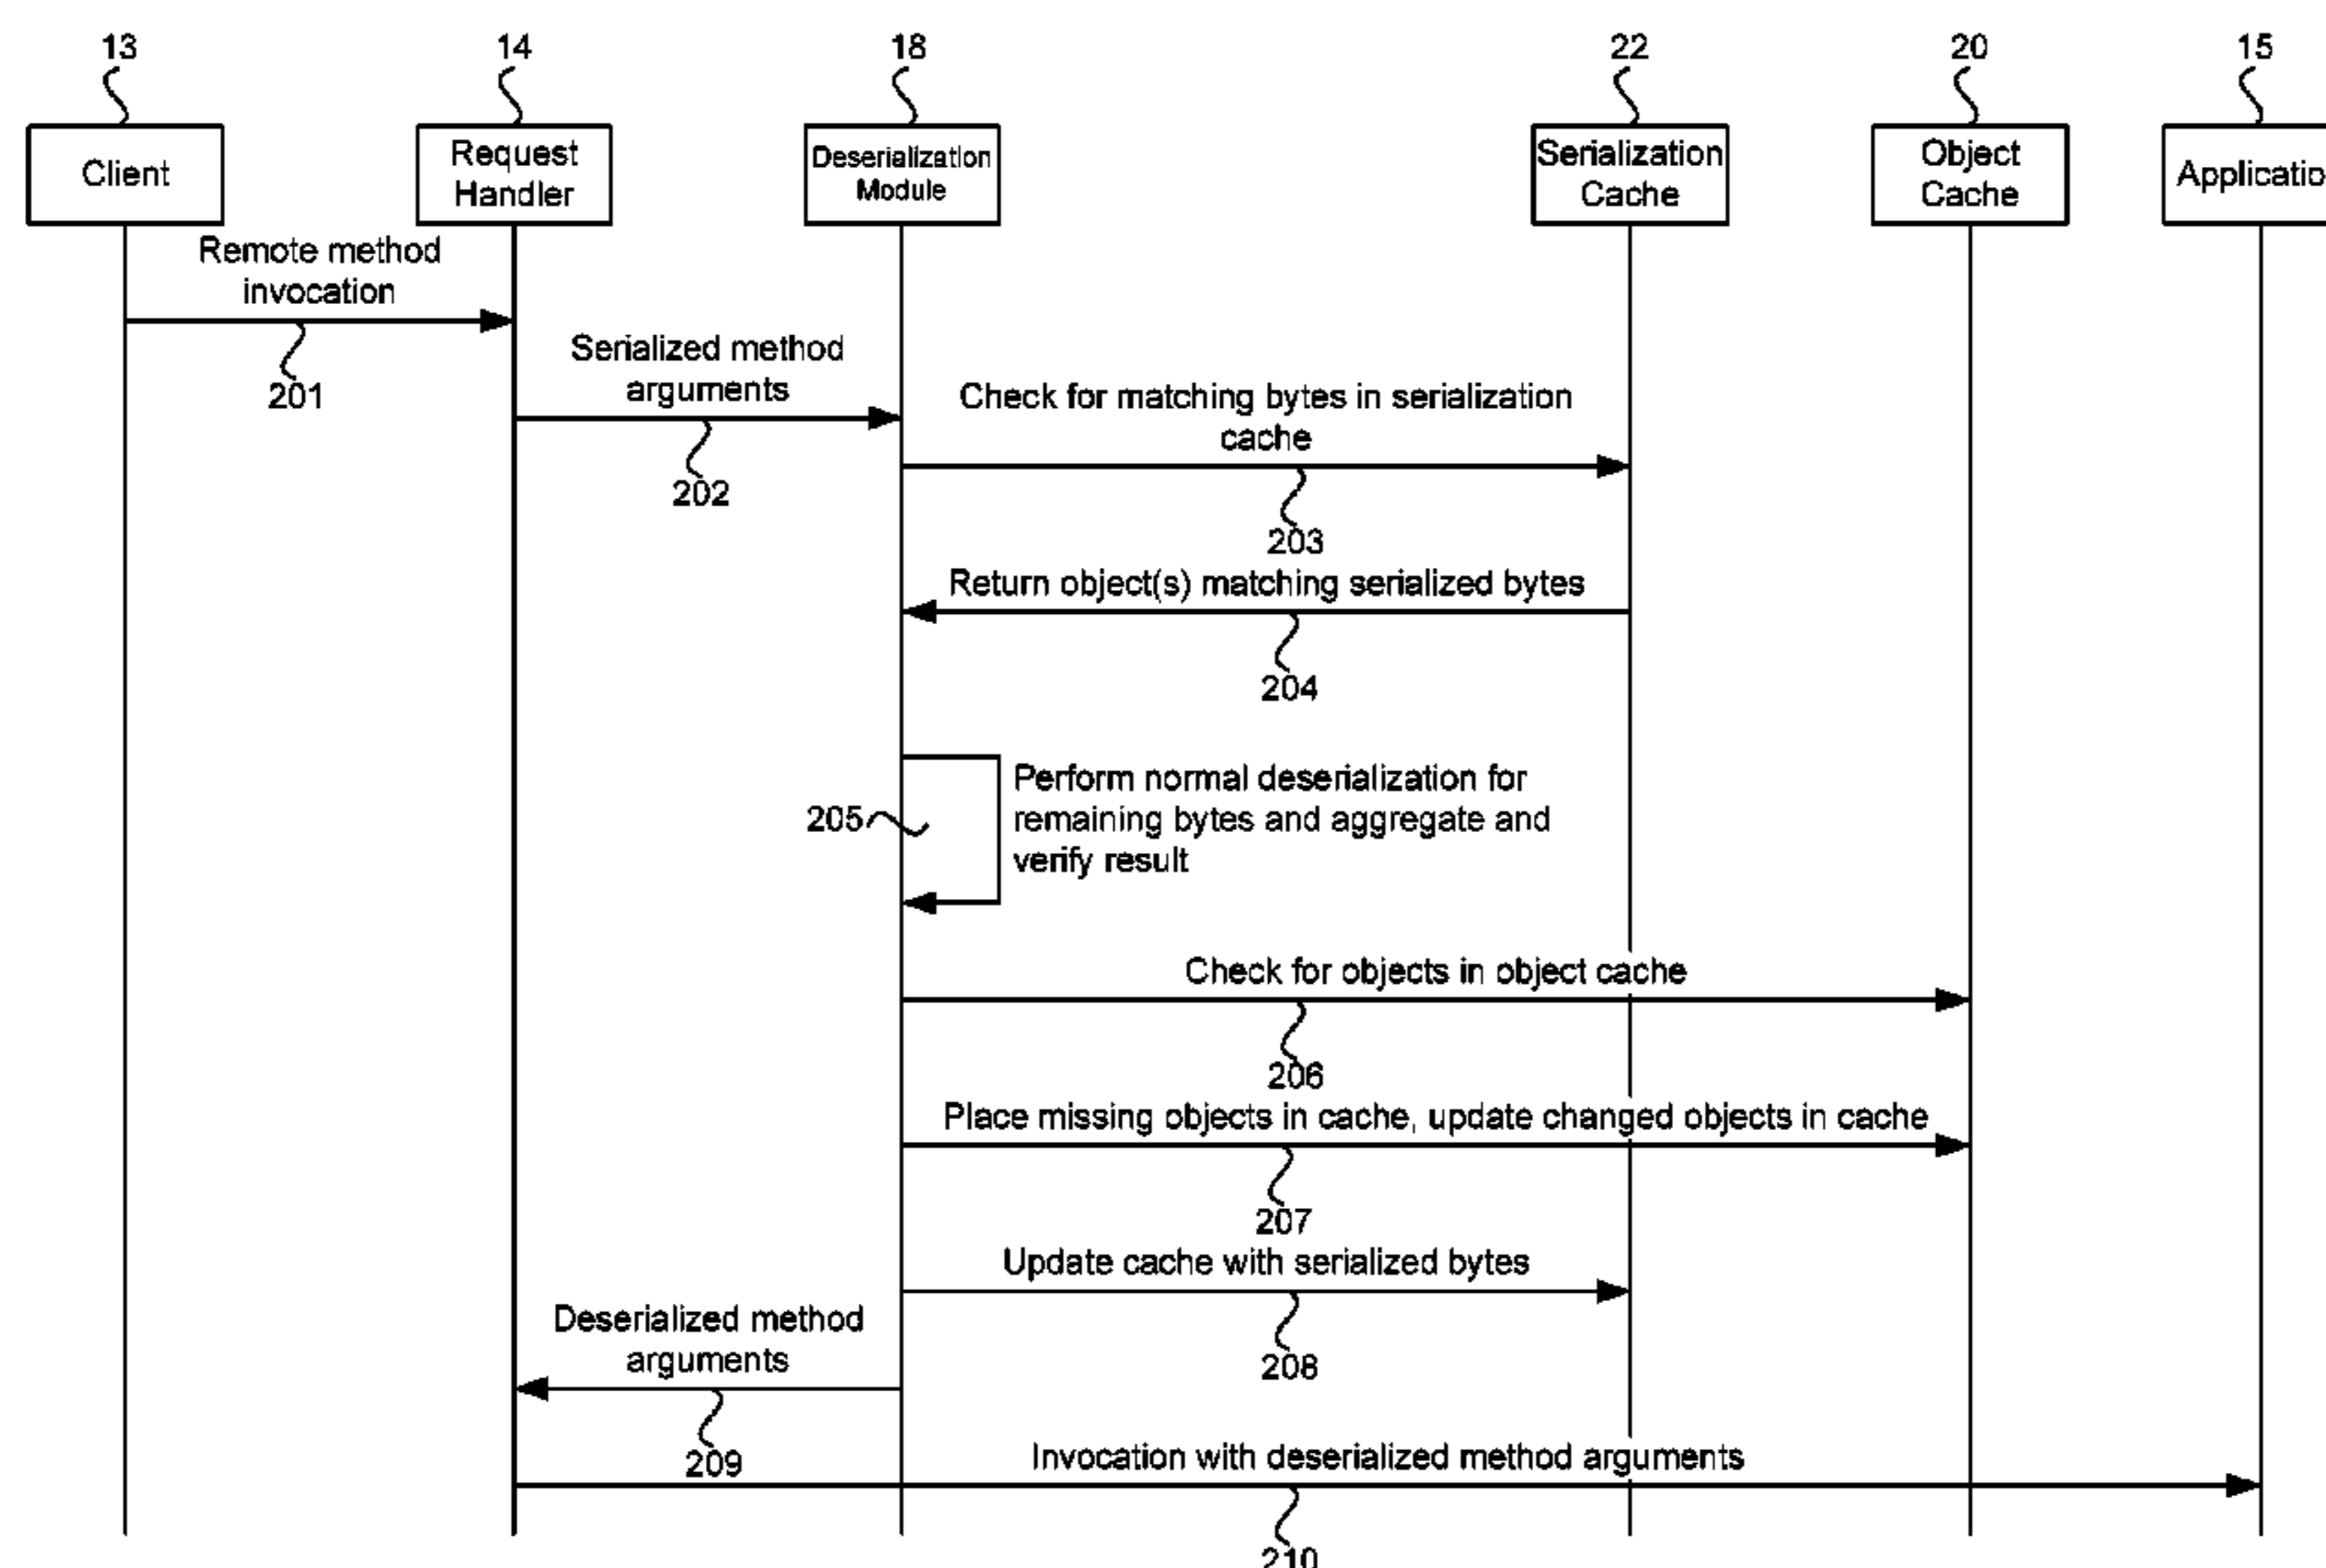 13
14
18
22
20
15
Client
Request
Handler
Deserialization
Module
Serialization
Cache
Object
Cache
Applicatio
Remote method
invocation
201
Serialized method
arguments
202
Check for matching bytes in serialization
cache
203
Return object(s) matching serialized bytes
204
205
Perform normal deserialization for
remaining bytes and aggregate and
verify result
Check for objects in object cache
206
Place missing objects in cache, update changed objects in cache
207
Update cache with serialized bytes
208
Deserialized method
arguments
209
Invocation with deserialized method arguments
210